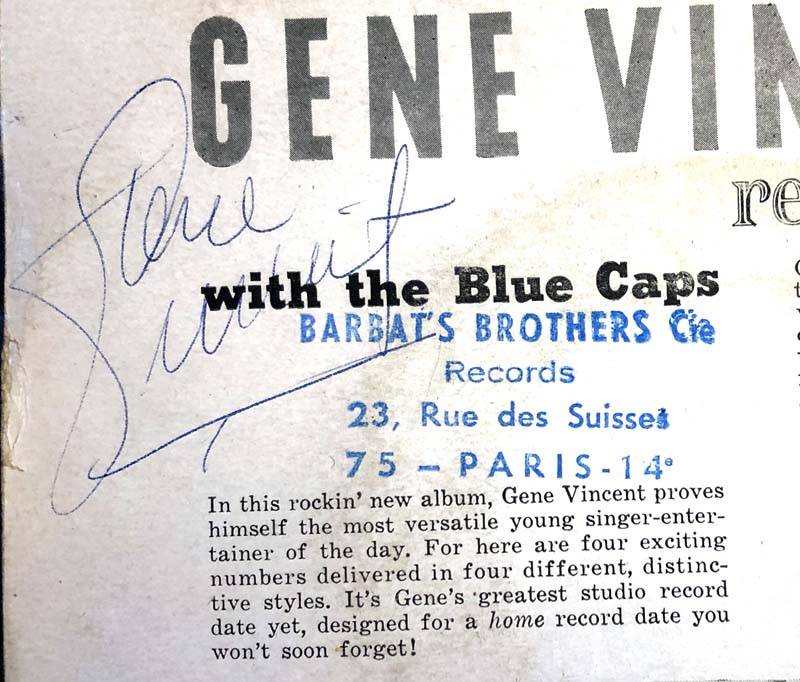 GENE VIN
re
Gene
Vincent
with the Blue Caps
BARBAT'S BROTHERS Cie
Records
23, Rue des Suisses
75 - PARIS-14e
In this rockin' new album, Gene Vincent proves
himself the most versatile young singer-enter-
tainer of the day. For here are four exciting
numbers delivered in four different, distinc-
tive styles. It's Gene's greatest studio record
date yet, designed for a home record date you
won't soon forget!